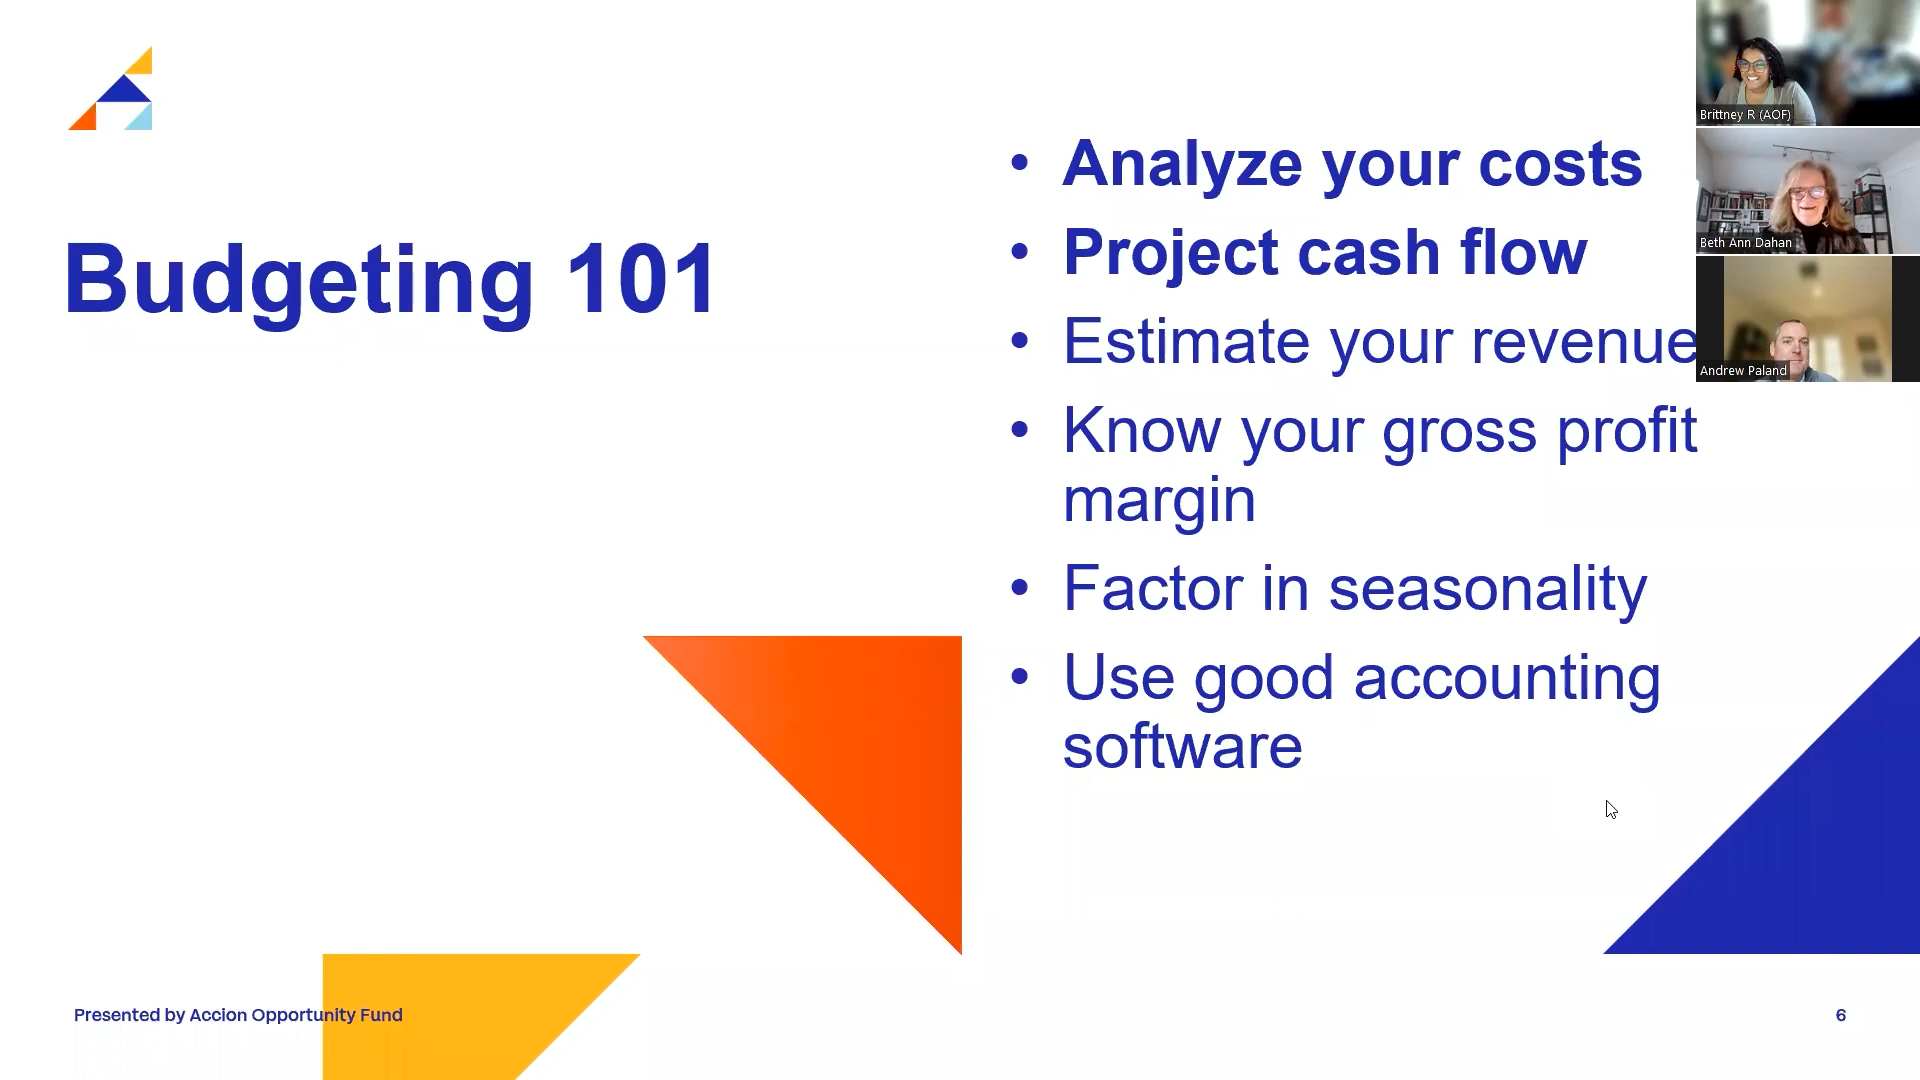 Budgeting 101
• Analyze your costs
• Project cash flow
• Estimate your revenue
• Know your gross profit
margin
• Factor in seasonality
• Use good accounting
software
Brittney R (AOF)
Beth Ann Dahan
Andrew Paland
Presented by Accion Opportunity Fund
6